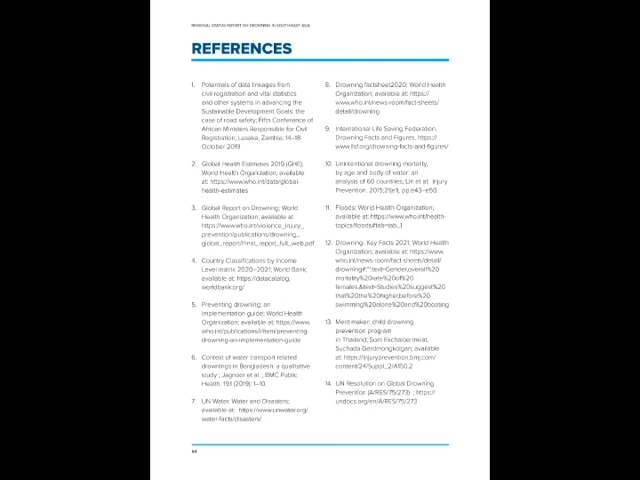 REGIONAL STATUS REPORT ON DROWNING IN SOUTH-EAST ASIA
REFERENCES
1. Potentials of data linkages from
civil registration and vital statistics
and other systems in advancing the
Sustainable Development Goals: the
case of road safety; Fifth Conference of
African Ministers Responsible for Civil
Registration; Lusaka, Zambia; 14–18
October 2019
2. Global Health Estimates 2019 (GHE);
World Health Organization; available
at: https://www.who.int/data/global-
health-estimates
3. Global Report on Drowning; World
Health Organization; available at:
https://www.who.int/violence_injury_
prevention/publications/drowning_
global_report/Final_report_full_web.pdf
4. Country Classifications by Income
Level matrix 2020–2021; World Bank;
available at: https://datacatalog.
worldbank.org/
5. Preventing drowning: an
implementation guide; World Health
Organization; available at: https://www.
who.int/publications/i/item/preventing-
drowning-an-implementation-guide
6. Context of water transport related
drownings in Bangladesh: a qualitative
study ; Jagnoor et al. ; BMC Public
Health. 19.1 (2019): 1–10.
7. UN Water. Water and Disasters;
available at: https://www.unwater.org/
water-facts/disasters/
8. Drowning factsheet2020; World Health
Organization; available at: https://
www.who.int/news-room/fact-sheets/
detail/drowning
9. International Life Saving Federation.
Drowning Facts and Figures. https://
www.ilsf.org/drowning-facts-and-figures/
10. Unintentional drowning mortality,
by age and body of water: an
analysis of 60 countries; Lin et al. Injury
Prevention. 2015;21(e1), pp.e43–e50.
11. Floods; World Health Organization;
available at: https://www.who.int/health-
topics/floods#tab=tab_1
12. Drowning- Key Facts 2021; World Health
Organization; available at: https://www.
who.int/news-room/fact-sheets/detail/
drowning#:~:text=Gender,overall%20
mortality%20rate%20of%20
females.&text=Studies%20suggest%20
that%20the%20higher,before%20
swimming%20alone%20and%20boating
13. Merit maker: child drowning
prevention program
in Thailand; Som Ekchaloermkiat,
Suchada Gerdmongkolgan; available
at: https://injuryprevention.bmj.com/
content/24/Suppl_2/A150.2
14. UN Resolution on Global Drowning
Prevention (A/RES/75/273) ; https://
undocs.org/en/A/RES/75/273